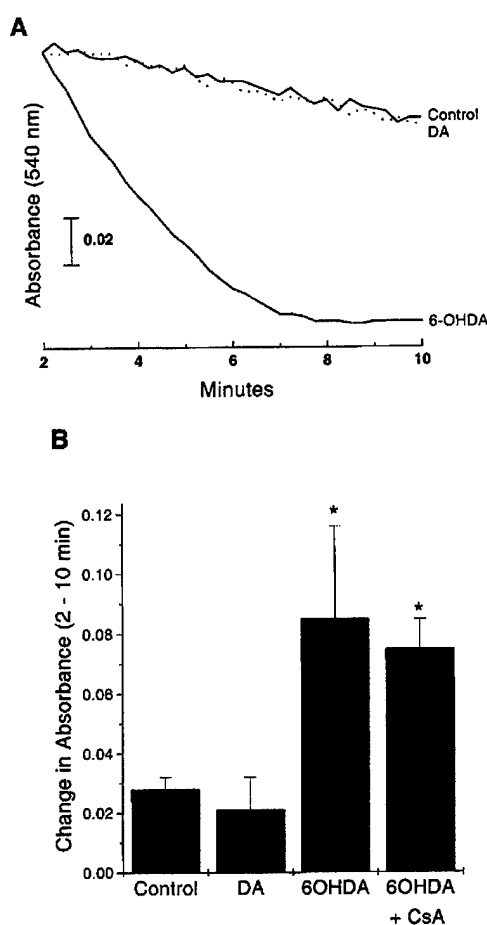 A
Absorbance (540 nm)
0.02
Control
DA
6-OHDA
2 4 6 8 10
Minutes
B
Change in Absorbance (2 - 10 min)
0.12
0.10
0.08
0.06
0.04
0.02
0.00
*
*
Control DA 6OHDA 6OHDA
+ CsA